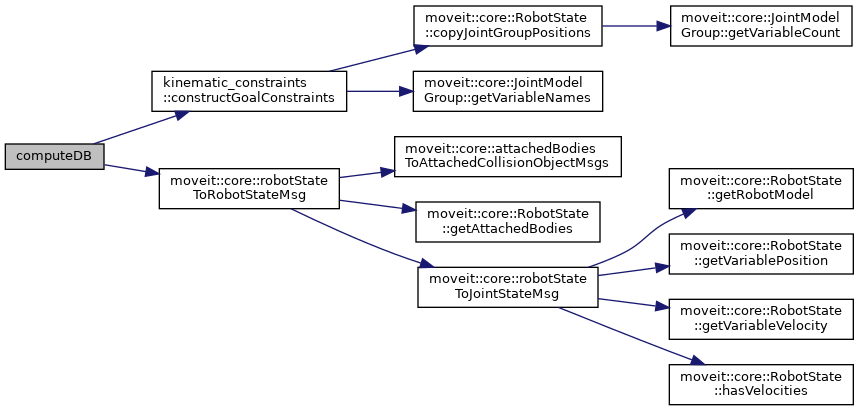 moveit::core::RobotState
::copyJointGroupPositions
moveit::core::JointModel
Group::getVariableCount
kinematic_constraints
::constructGoalConstraints
moveit::core::JointModel
Group::getVariableNames
computeDB
moveit::core::attachedBodies
ToAttachedCollisionObjectMsgs
moveit::core::robotState
ToRobotStateMsg
moveit::core::RobotState
::getRobotModel
moveit::core::RobotState
::getAttachedBodies
moveit::core::RobotState
::getVariablePosition
moveit::core::robotState
ToJointStateMsg
moveit::core::RobotState
::getVariableVelocity
moveit::core::RobotState
::hasVelocities